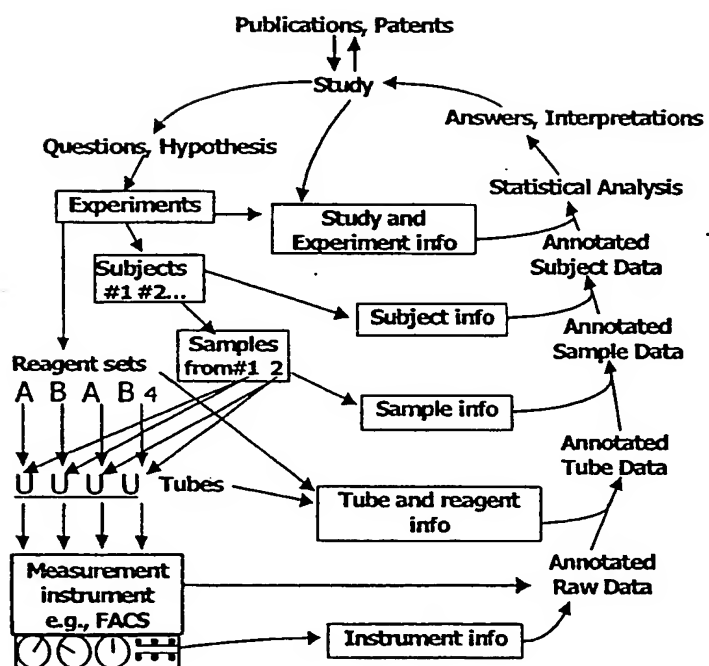 Publications, Patents
Study
Answers, Interpretations
Questions, Hypothesis
Statistical Analysis
Experiments
Study and
Experiment info
Annotated
Subject Data
Subjects
#1 #2...
Subject info
Annotated
Sample Data
Samples
from#1 2
Reagent sets
A B A B 4
Sample info
Annotated
Tube Data
U U U U Tubes
Tube and reagent
info
Annotated
Raw Data
Measurement
instrument
e.g., FACS
Instrument info